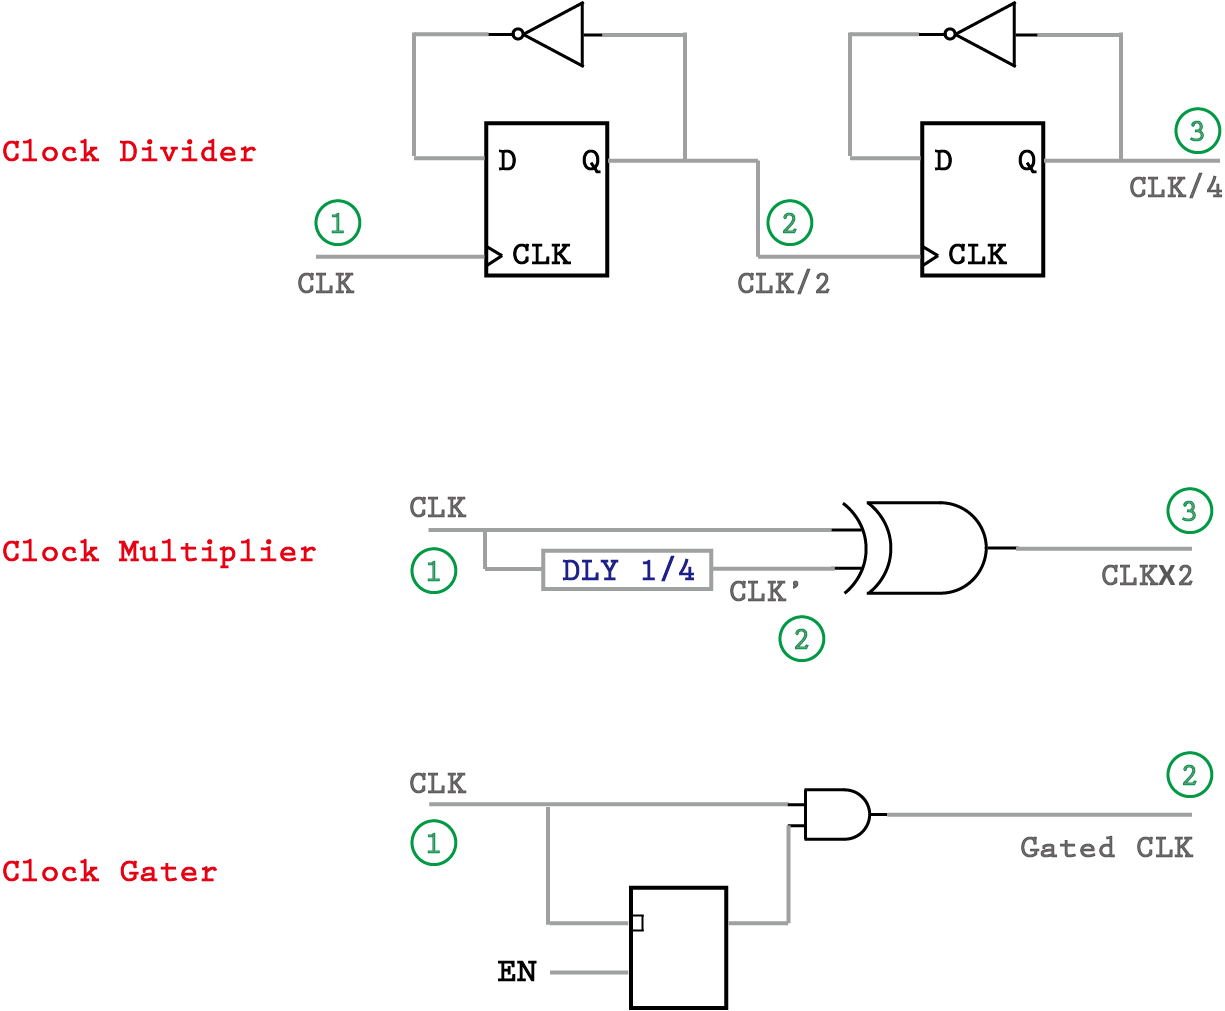 Clock Divider
D Q
CLK
1
CLK
2
CLK/2
D Q
CLK
3
CLK/4
Clock Multiplier
CLK
1
DLY 1/4
CLK'
2
3
CLKX2
Clock Gater
CLK
1
EN
2
Gated CLK